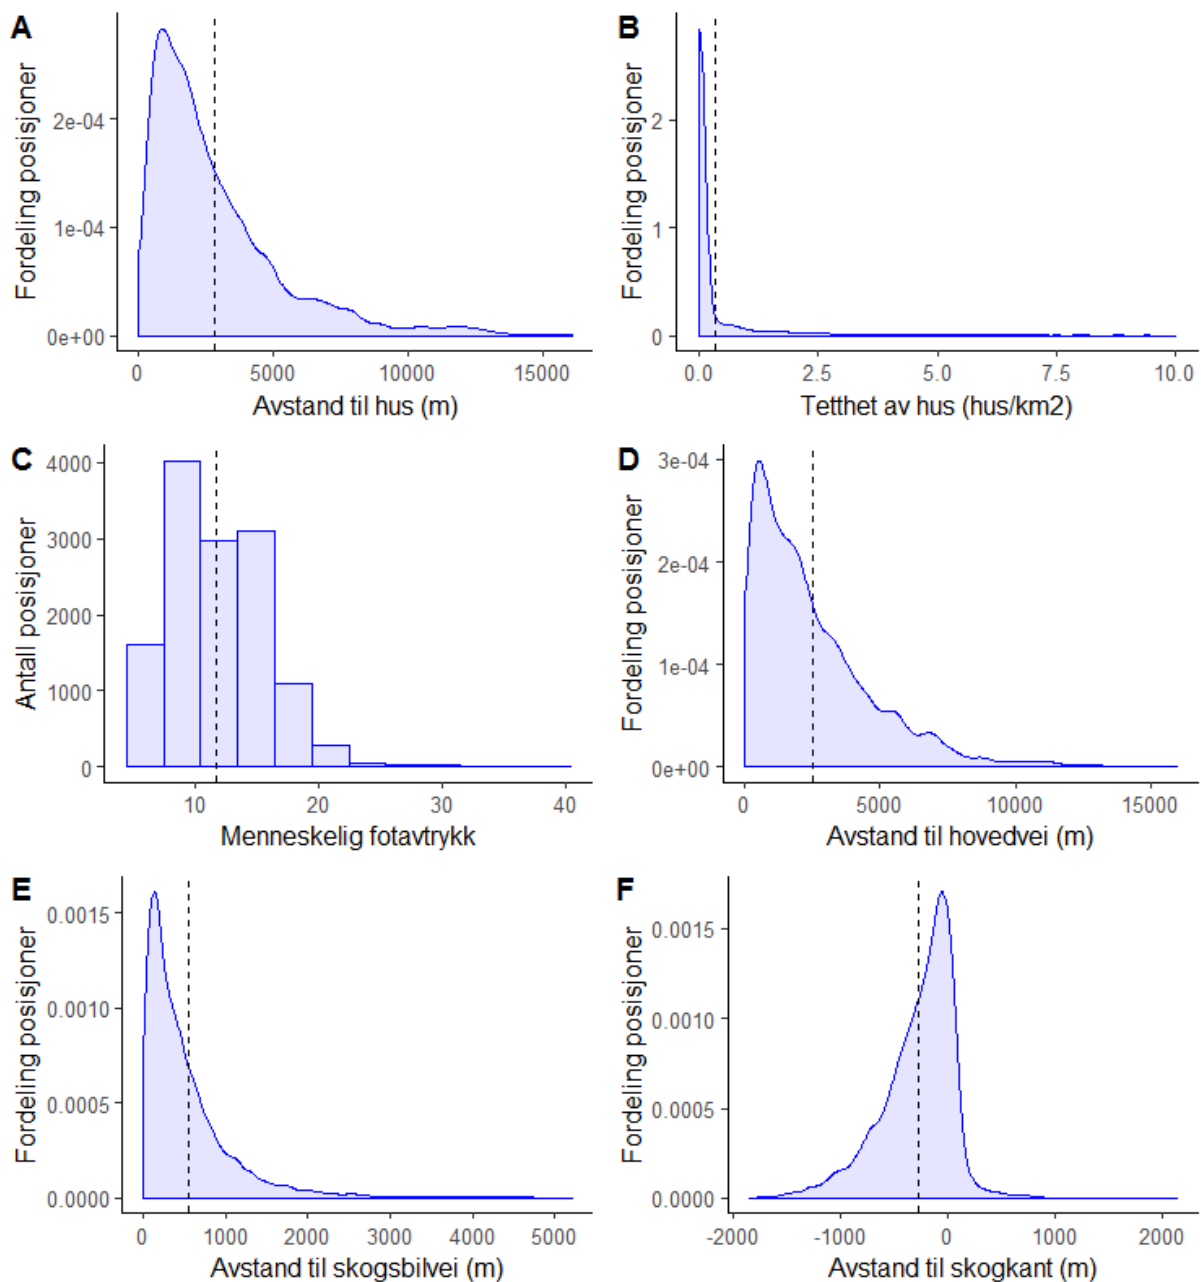 A
Fordeling posisjoner
2e-04
1e-04
0e+00
0
5000
10000
15000
Avstand til hus (m)
B
Fordeling posisjoner
2
1
0
0.0
2.5
5.0
7.5
10.0
Tetthet av hus (hus/km2)
C
Antall posisjoner
4000
3000
2000
1000
0
10
20
30
40
Menneskelig fotavtrykk
D
Fordeling posisjoner
3e-04
2e-04
1e-04
0e+00
0
5000
10000
15000
Avstand til hovedvei (m)
E
Fordeling posisjoner
0.0015
0.0010
0.0005
0.0000
0
1000
2000
3000
4000
5000
Avstand til skogsbilvei (m)
F
Fordeling posisjoner
0.0015
0.0010
0.0005
0.0000
-2000
-1000
0
1000
2000
Avstand til skogkant (m)